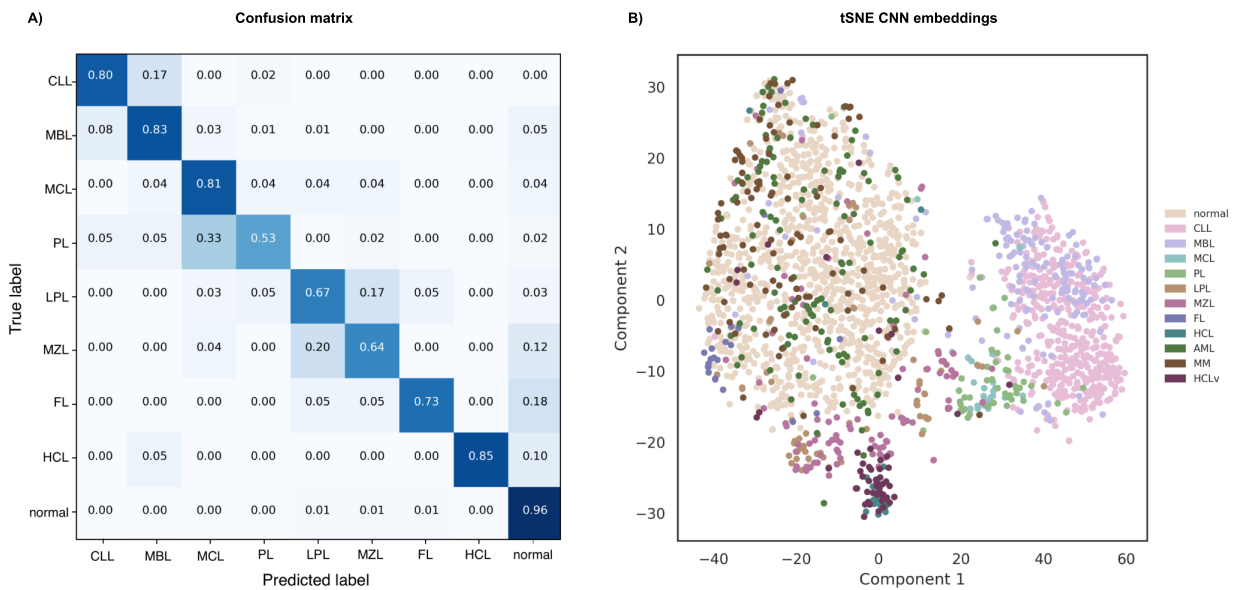 A) Confusion matrix
True label
CLL 0.80 0.17 0.00 0.02 0.00 0.00 0.00 0.00 0.00
MBL 0.08 0.83 0.03 0.01 0.01 0.00 0.00 0.00 0.05
MCL 0.00 0.04 0.81 0.04 0.04 0.04 0.00 0.00 0.04
PL 0.05 0.05 0.33 0.53 0.00 0.02 0.00 0.00 0.02
LPL 0.00 0.00 0.03 0.05 0.67 0.17 0.05 0.00 0.03
MZL 0.00 0.00 0.04 0.00 0.20 0.64 0.00 0.00 0.12
FL 0.00 0.00 0.00 0.00 0.05 0.05 0.73 0.00 0.18
HCL 0.00 0.05 0.00 0.00 0.00 0.00 0.00 0.85 0.10
normal 0.00 0.00 0.00 0.00 0.01 0.01 0.01 0.00 0.96
CLL MBL MCL PL LPL MZL FL HCL normal
Predicted label
B) tSNE CNN embeddings
Component 2
30
20
10
0
−10
−20
−30
−40 −20 0 20 40 60
Component 1
normal
CLL
MBL
MCL
PL
LPL
MZL
FL
HCL
AML
MM
HCLv